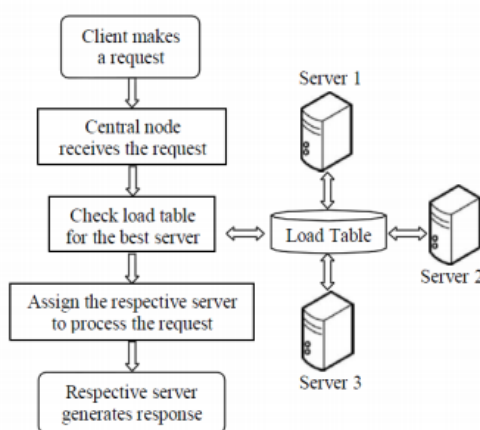 Client makes
a request
Central node
receives the request
Check load table
for the best server
Assign the respective server
to process the request
Respective server
generates response
Server 1
Load Table
Server 2
Server 3